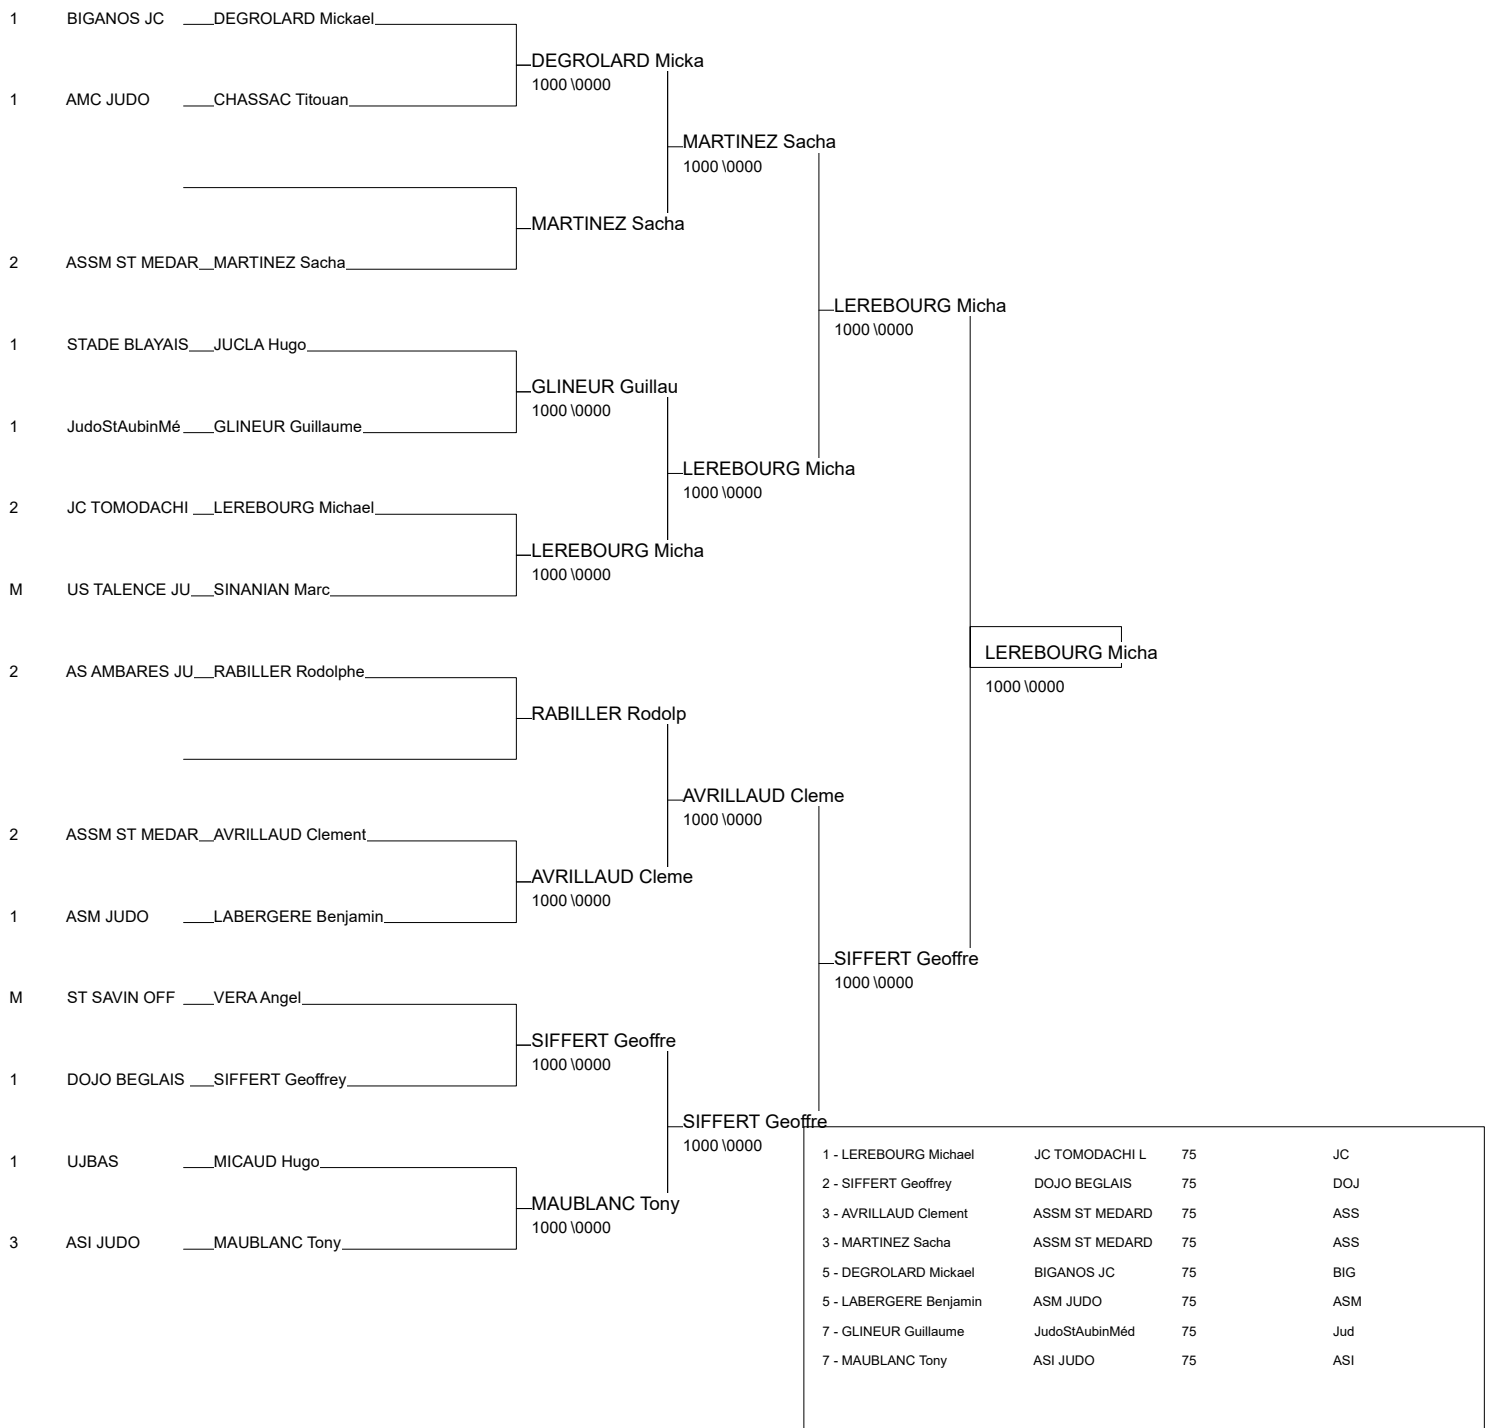 1 BIGANOS JC DEGROLARD Mickael
DEGROLARD Micka
1000 \0000
1 AMC JUDO CHASSAC Titouan
MARTINEZ Sacha
1000 \0000
MARTINEZ Sacha
2 ASSM ST MEDAR MARTINEZ Sacha
LEREBOURG Micha
1000 \0000
1 STADE BLAYAIS JUCLA Hugo
GLINEUR Guillau
1000 \0000
1 JudoStAubinMé GLINEUR Guillaume
LEREBOURG Micha
1000 \0000
2 JC TOMODACHI LEREBOURG Michael
LEREBOURG Micha
1000 \0000
M US TALENCE JU SINANIAN Marc
LEREBOURG Micha
1000 \0000
2 AS AMBARES JU RABILLER Rodolphe
RABILLER Rodolp
AVRILLAUD Cleme
1000 \0000
2 ASSM ST MEDAR AVRILLAUD Clement
AVRILLAUD Cleme
1000 \0000
1 ASM JUDO LABERGERE Benjamin
SIFFERT Geoffre
1000 \0000
M ST SAVIN OFF VERA Angel
SIFFERT Geoffre
1000 \0000
1 DOJO BEGLAIS SIFFERT Geoffrey
SIFFERT Geoffre
1000 \0000
1 UJBAS MICAUD Hugo
MAUBLANC Tony
1000 \0000
3 ASI JUDO MAUBLANC Tony
1 - LEREBOURG Michael JC TOMODACHI L 75 JC
2 - SIFFERT Geoffrey DOJO BEGLAIS 75 DOJ
3 - AVRILLAUD Clement ASSM ST MEDARD 75 ASS
3 - MARTINEZ Sacha ASSM ST MEDARD 75 ASS
5 - DEGROLARD Mickael BIGANOS JC 75 BIG
5 - LABERGERE Benjamin ASM JUDO 75 ASM
7 - GLINEUR Guillaume JudoStAubinMéd 75 Jud
7 - MAUBLANC Tony ASI JUDO 75 ASI